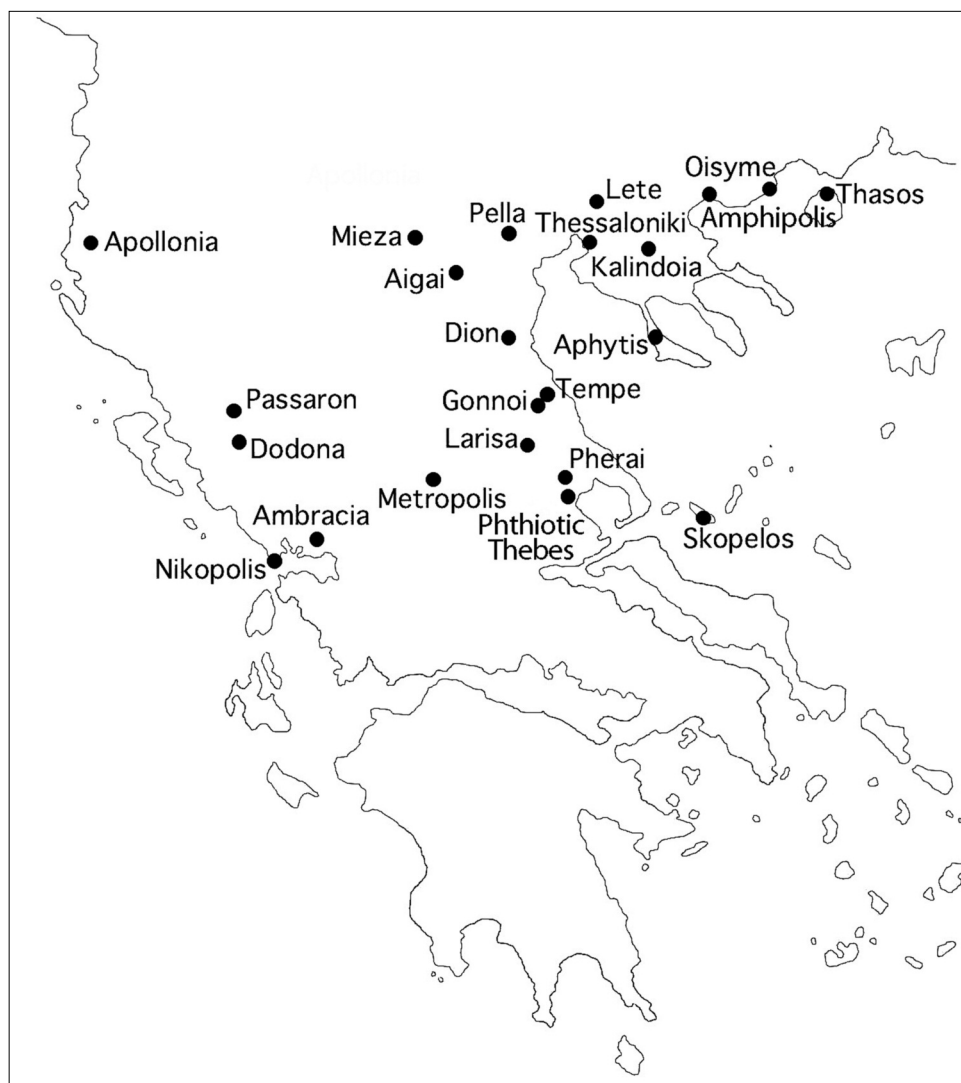 Oisyme
Lete
Thasos
Pella
Thessaloniki
Amphipolis
Apollonia
Mieza
Kalindoia
Aigai
Dion
Aphytis
Tempe
Passaron
Gonnoi
Larisa
Dodona
Pherai
Metropolis
Ambracia
Phthiotic
Thebes
Skopelos
Nikopolis